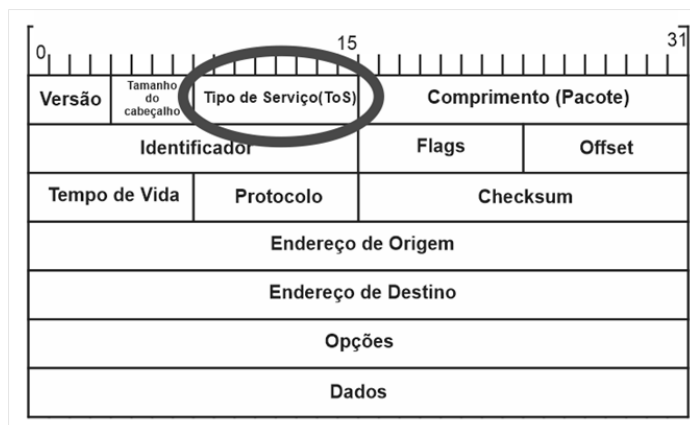 0 15 31
Versão Tamanho do cabeçalho Tipo de Serviço(ToS) Comprimento (Pacote)
Identificador Flags Offset
Tempo de Vida Protocolo Checksum
Endereço de Origem
Endereço de Destino
Opções
Dados